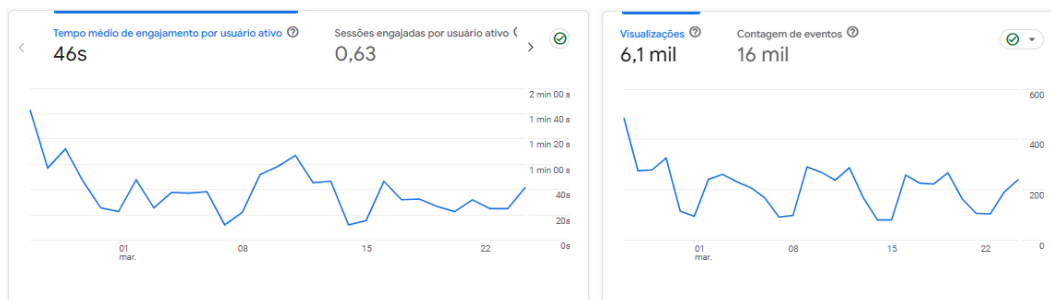 Tempo médio de engajamento por usuário ativo
Sessões engajadas por usuário ativo
46s
0,63
2 min 00 s
1 min 40 s
1 min 20 s
1 min 00 s
40s
20s
0s
01
mar.
08
15
22
Visualizações
Contagem de eventos
6,1 mil
16 mil
600
400
200
0
01
mar.
08
15
22